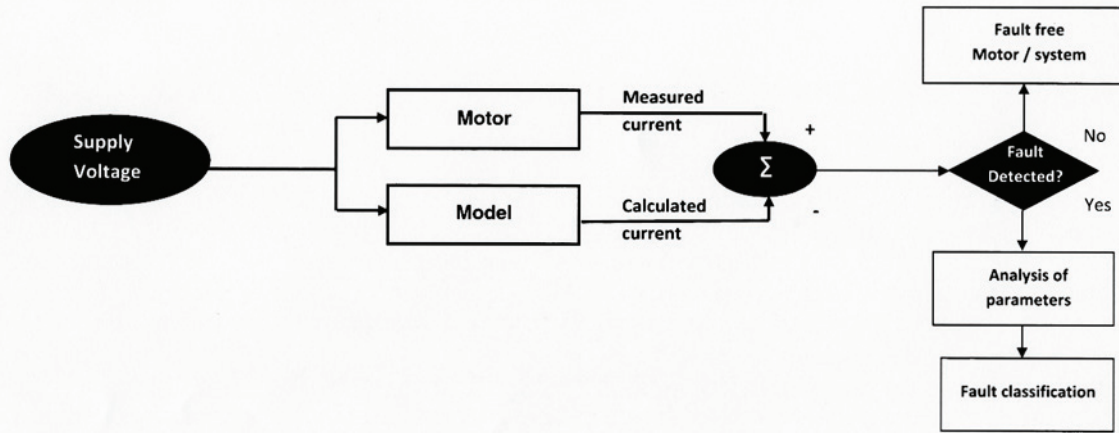 Supply
Voltage
Motor
Model
Measured
current
Calculated
current
+
Σ
-
Fault free
Motor / system
No
Fault
Detected?
Yes
Analysis of
parameters
Fault classification